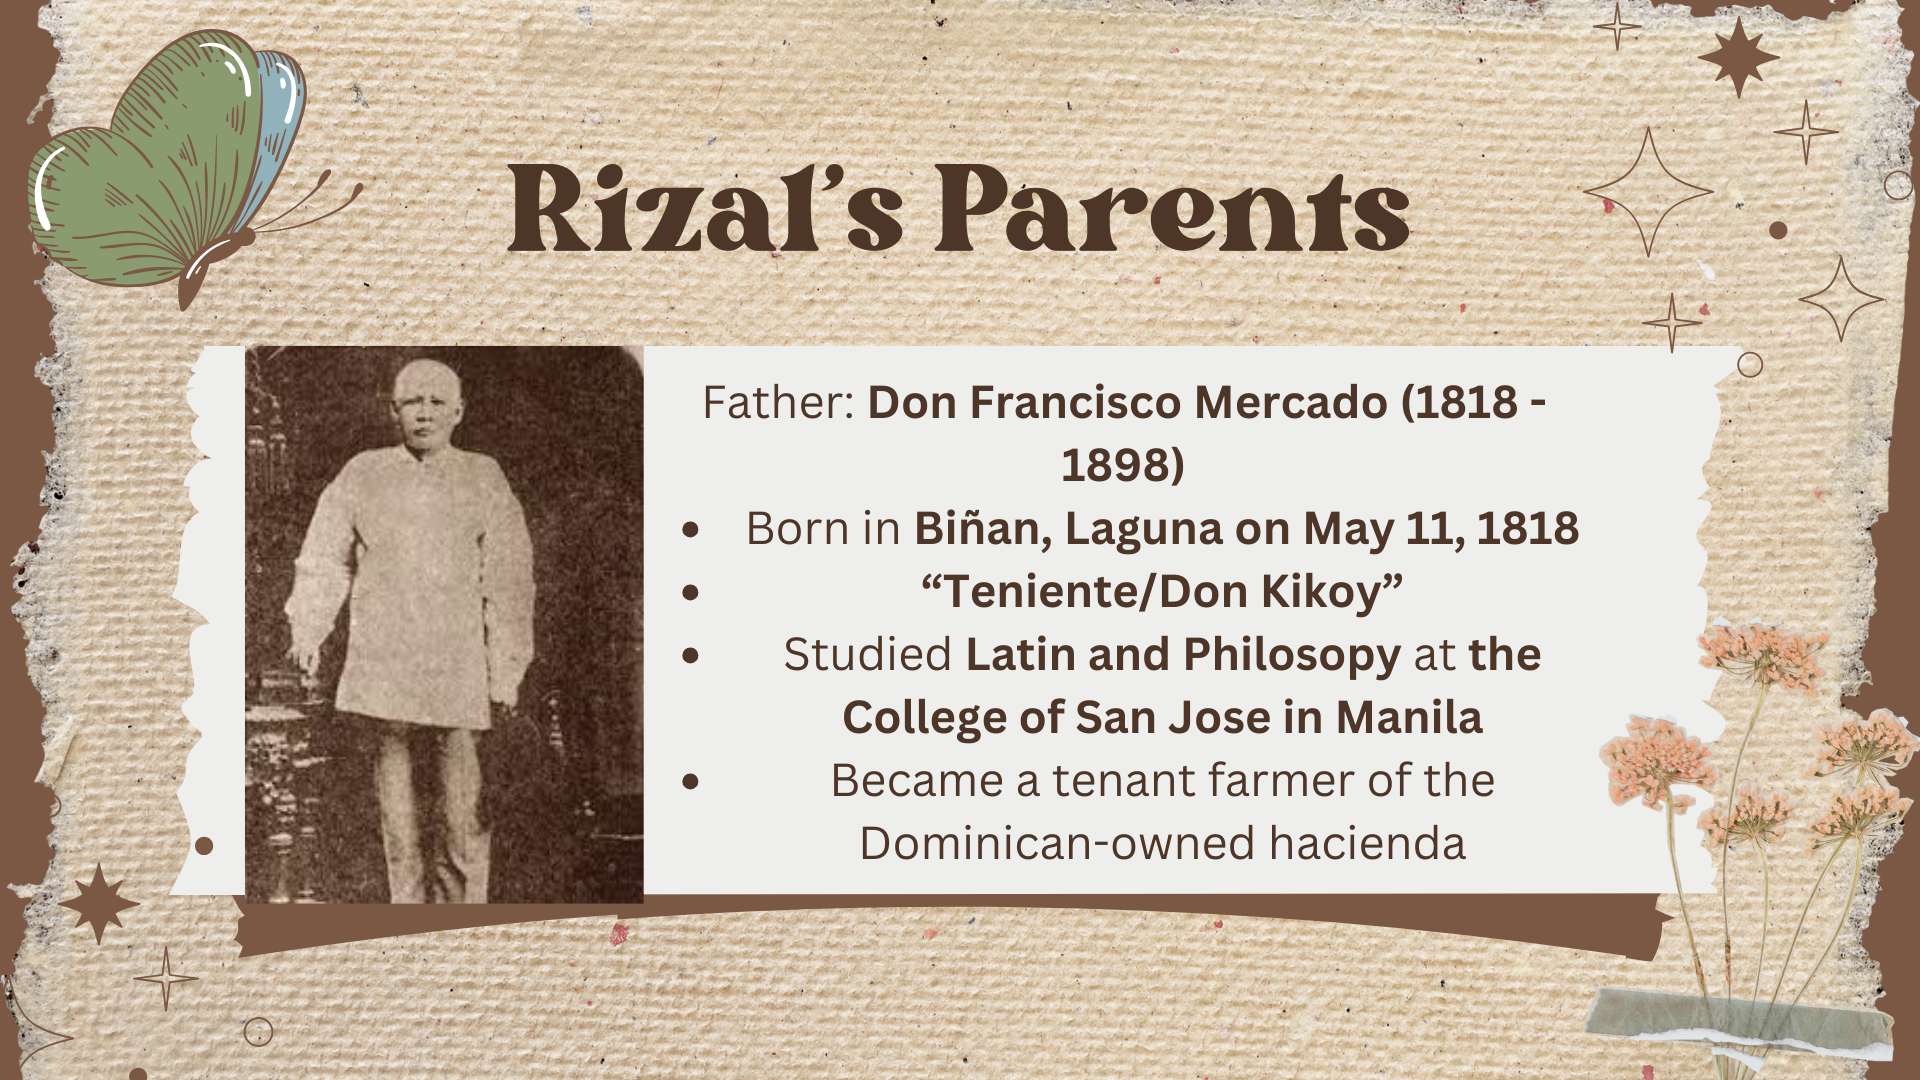 Rizal’s Parents
Father: Don Francisco Mercado (1818 -
1898)
• Born in Biñan, Laguna on May 11, 1818
• “Teniente/Don Kikoy”
• Studied Latin and Philosopy at the
College of San Jose in Manila
• Became a tenant farmer of the
Dominican-owned hacienda